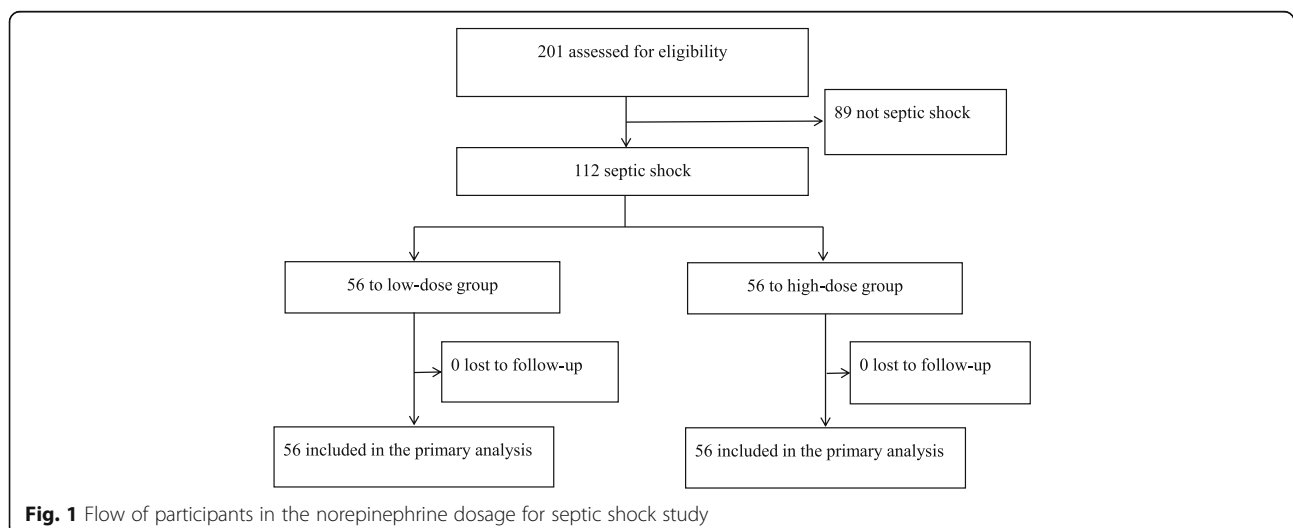 201 assessed for eligibility
89 not septic shock
112 septic shock
56 to low-dose group
56 to high-dose group
0 lost to follow-up
0 lost to follow-up
56 included in the primary analysis
56 included in the primary analysis
Fig. 1 Flow of participants in the norepinephrine dosage for septic shock study